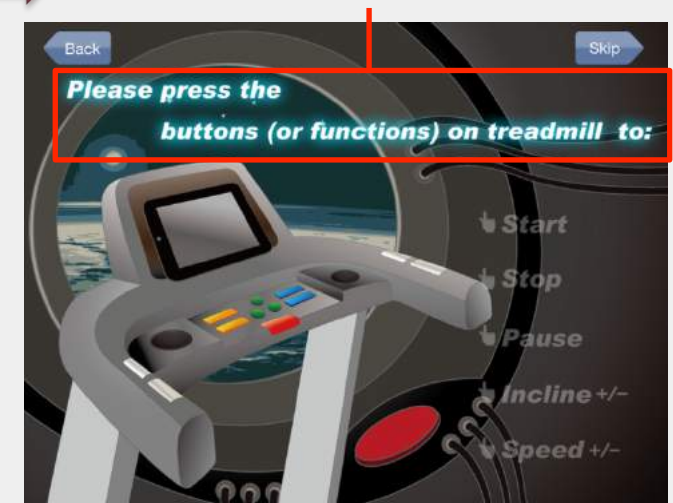 Back
Skip
Please press the
buttons (or functions) on treadmill to:
Start
Stop
Pause
Incline +/-
Speed +/-